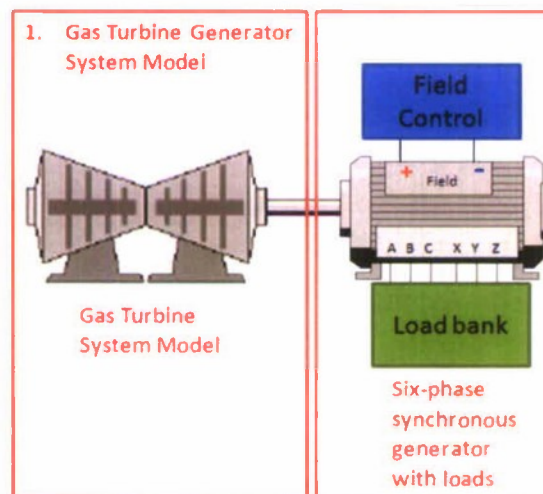 1. Gas Turbine Generator
System Model
Gas Turbine
System Model
Field
Control
+ -
Field
A B C X Y Z
Load bank
Six-phase
synchronous
generator
with loads